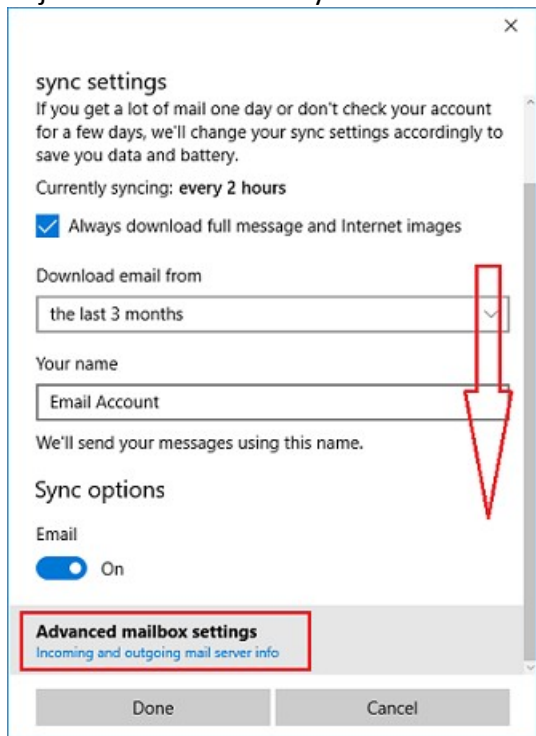 sync settings
If you get a lot of mail one day or don't check your account
for a few days, we'll change your sync settings accordingly to
save you data and battery.
Currently syncing: every 2 hours
Always download full message and Internet images
Download email from
the last 3 months
Your name
Email Account
We'll send your messages using this name.
Sync options
Email
On
Advanced mailbox settings
Incoming and outgoing mail server info
Done
Cancel